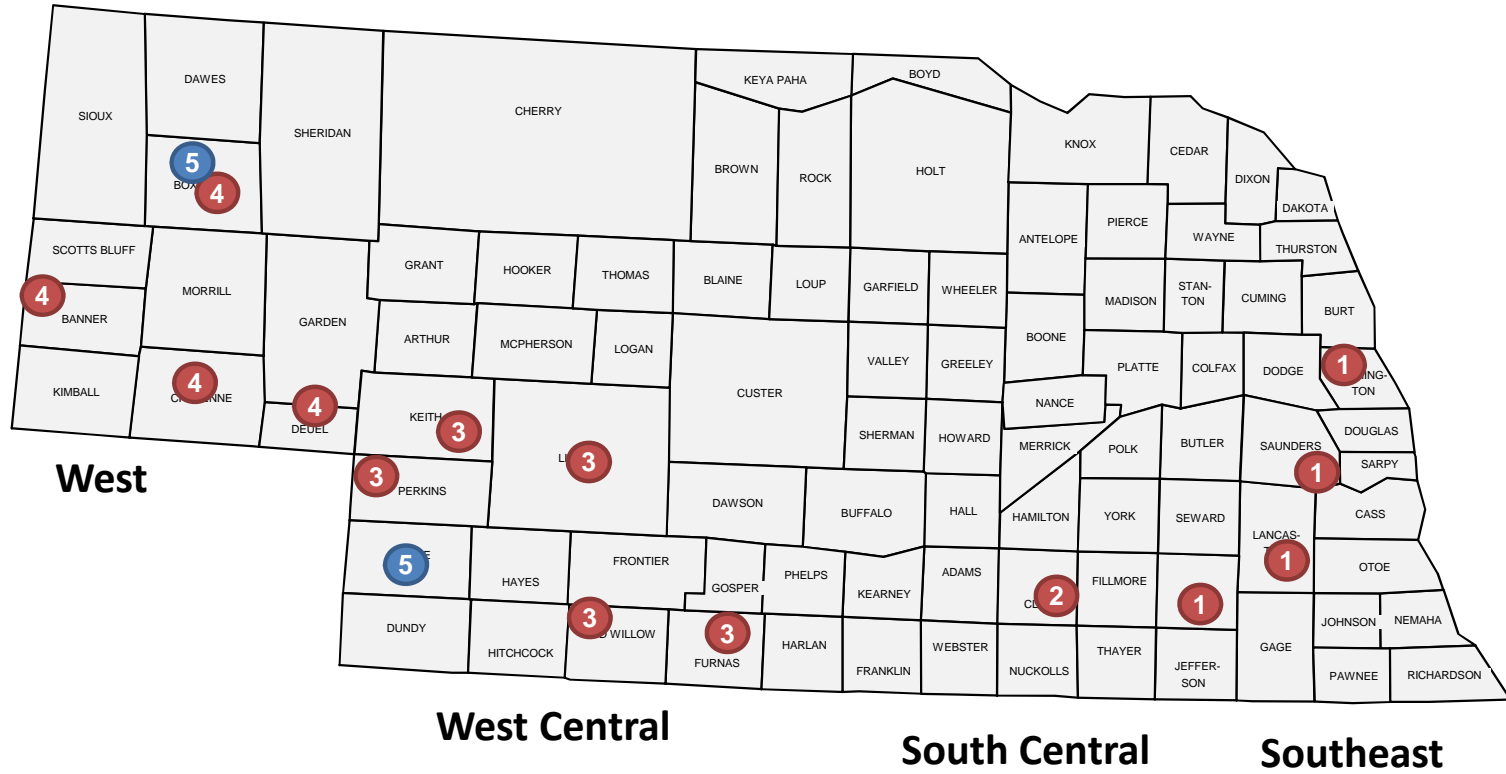 DAWES
KEYA PAHA
BOYD
SIOUX
CHERRY
SHERIDAN
KNOX
CEDAR
BROWN
ROCK
HOLT
DIXON
5
4
DAKOTA
PIERCE
WAYNE
ANTELOPE
THURSTON
SCOTTS BLUFF
GRANT
HOOKER
THOMAS
BLAINE
LOUP
GARFIELD
WHEELER
MORRILL
4
BANNER
MADISON
STAN-
TON
CUMING
BURT
GARDEN
ARTHUR
MCPHERSON
LOGAN
BOONE
VALLEY
GREELEY
PLATTE
COLFAX
DODGE
1
TON
KIMBALL
4
CUSTER
NANCE
4
DEUEL
KEITH
3
SHERMAN
HOWARD
MERRICK
POLK
BUTLER
SAUNDERS
DOUGLAS
SARPY
1
3
West
3
PERKINS
DAWSON
BUFFALO
HALL
HAMILTON
YORK
SEWARD
CASS
LANCAS-
1
5
HAYES
FRONTIER
GOSPER
PHELPS
KEARNEY
ADAMS
2
FILLMORE
1
OTOE
DUNDY
HITCHCOCK
3
WILLOW
3
FURNAS
HARLAN
FRANKLIN
WEBSTER
NUCKOLLS
THAYER
JEFFER-
SON
GAGE
JOHNSON
NEMAHA
PAWNEE
RICHARDSON
West Central
South Central
Southeast